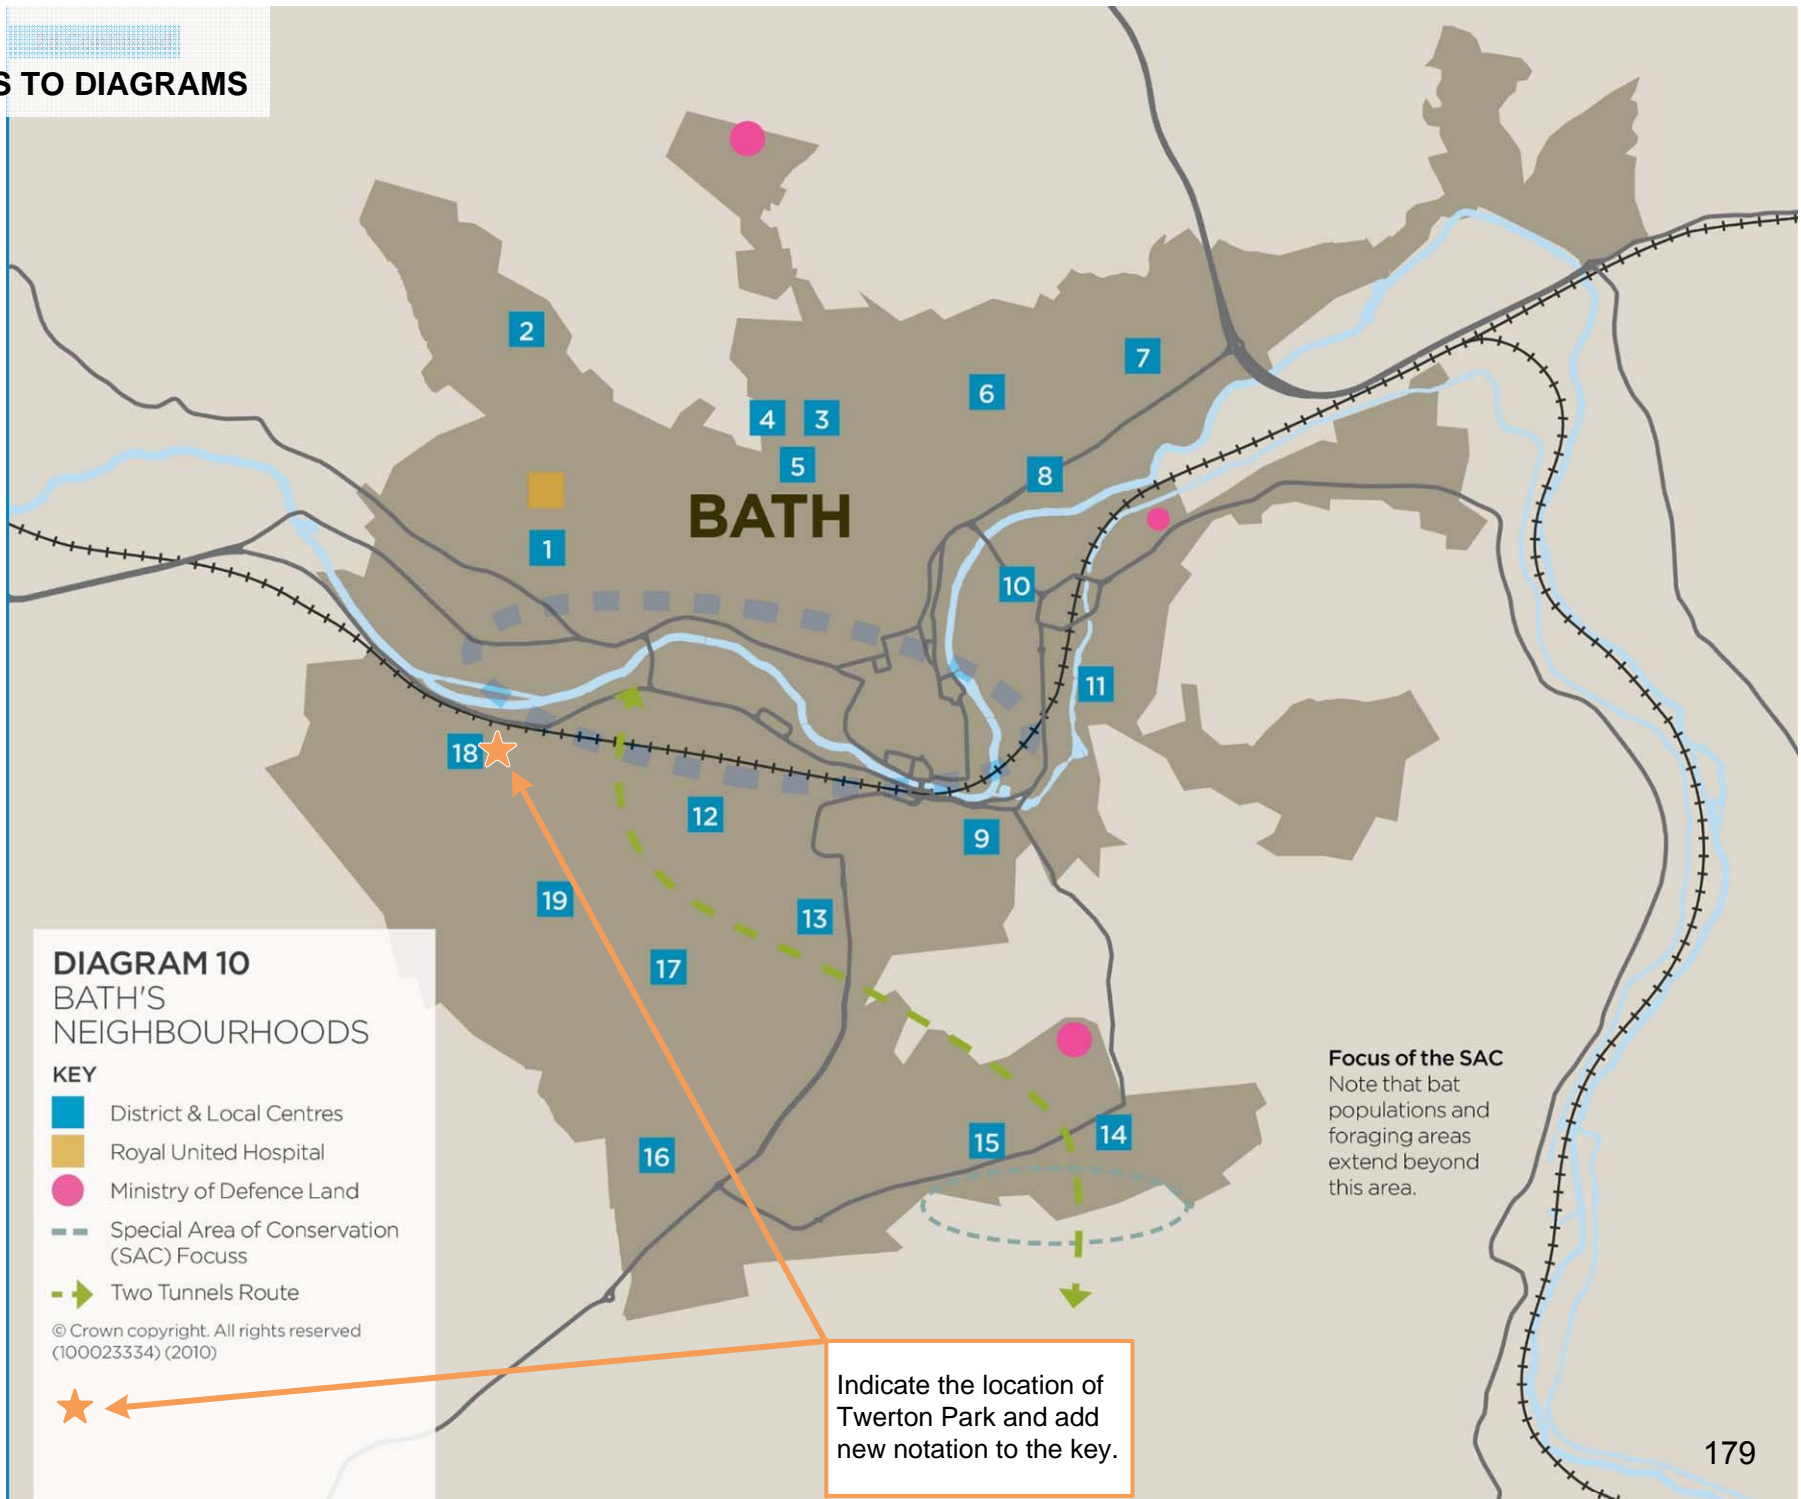 S TO DIAGRAMS
2
7
6
4
3
5
8
BATH
1
10
11
18
12
9
19
13
17
15
14
16
DIAGRAM 10
BATH'S
NEIGHBOURHOODS
KEY
District & Local Centres
Royal United Hospital
Ministry of Defence Land
Special Area of Conservation
(SAC) Focuss
Two Tunnels Route
© Crown copyright. All rights reserved
(100023334) (2010)
Focus of the SAC
Note that bat
populations and
foraging areas
extend beyond
this area.
Indicate the location of
Twerton Park and add
new notation to the key.
179